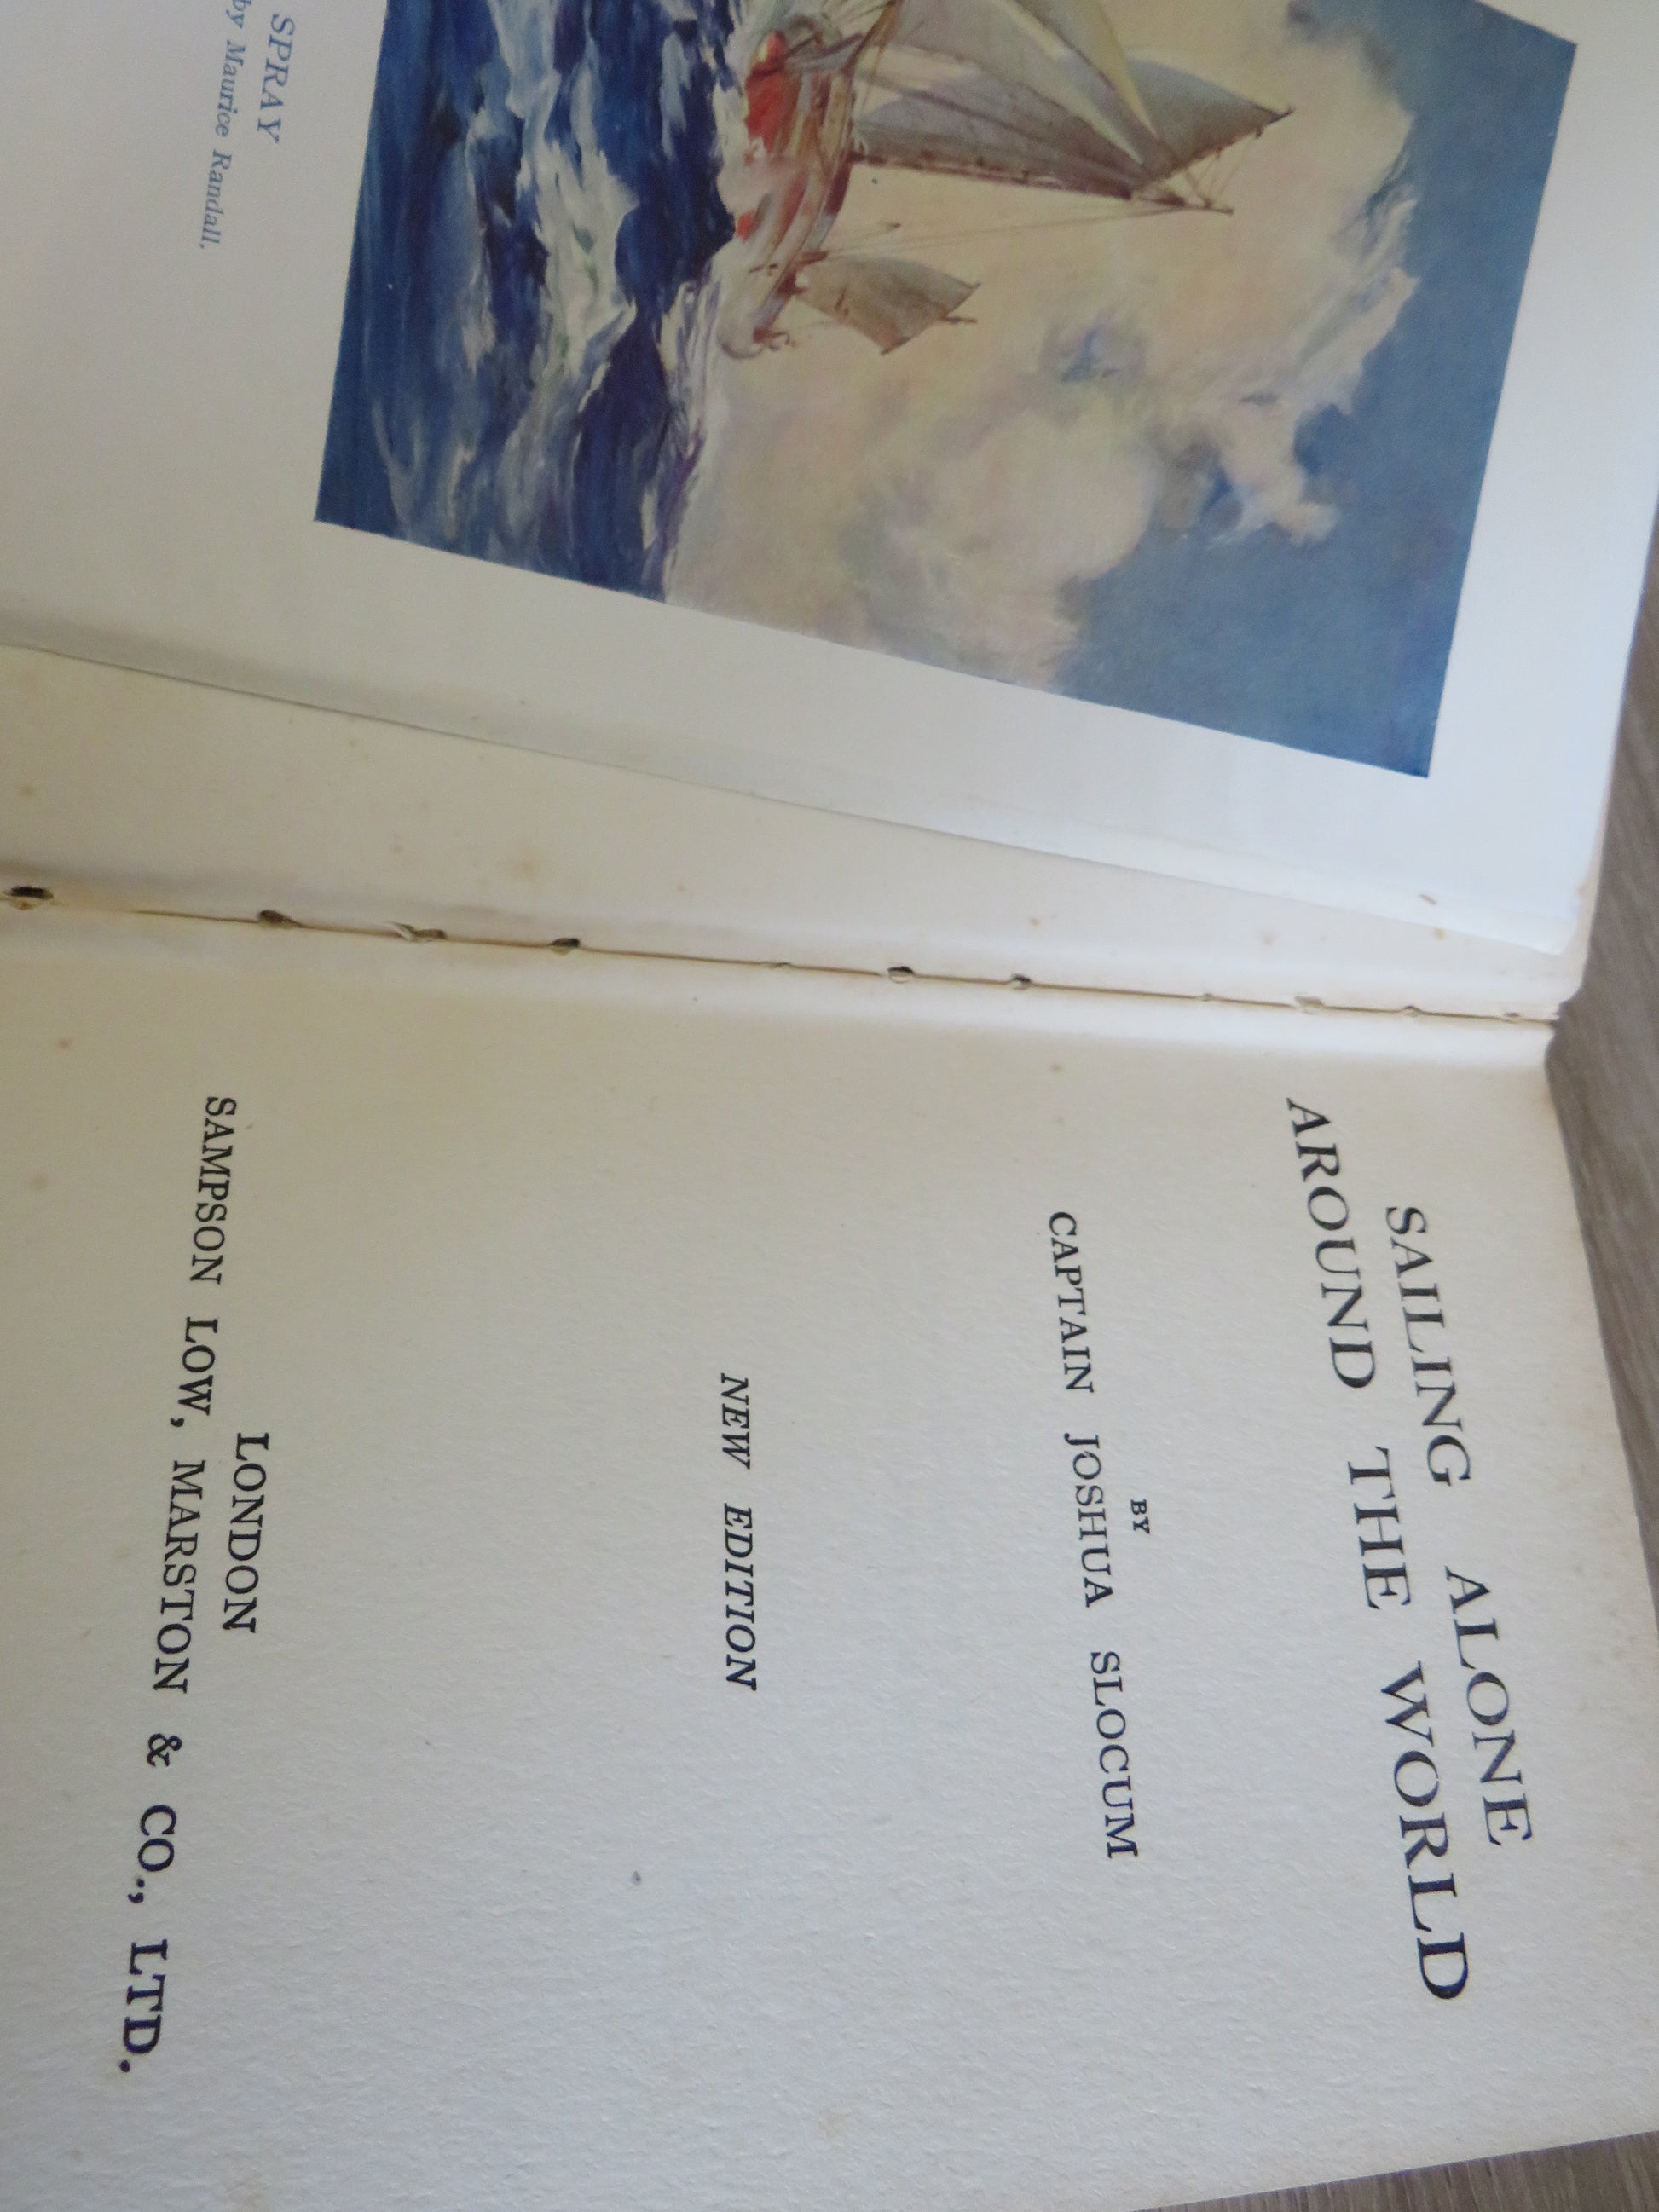 SPRAY
by Maurice Randall.
SAILING ALONE
AROUND THE WORLD
BY
CAPTAIN JOSHUA SLOCUM
NEW EDITION
LONDON
SAMPSON LOW, MARSTON & CO., LTD.